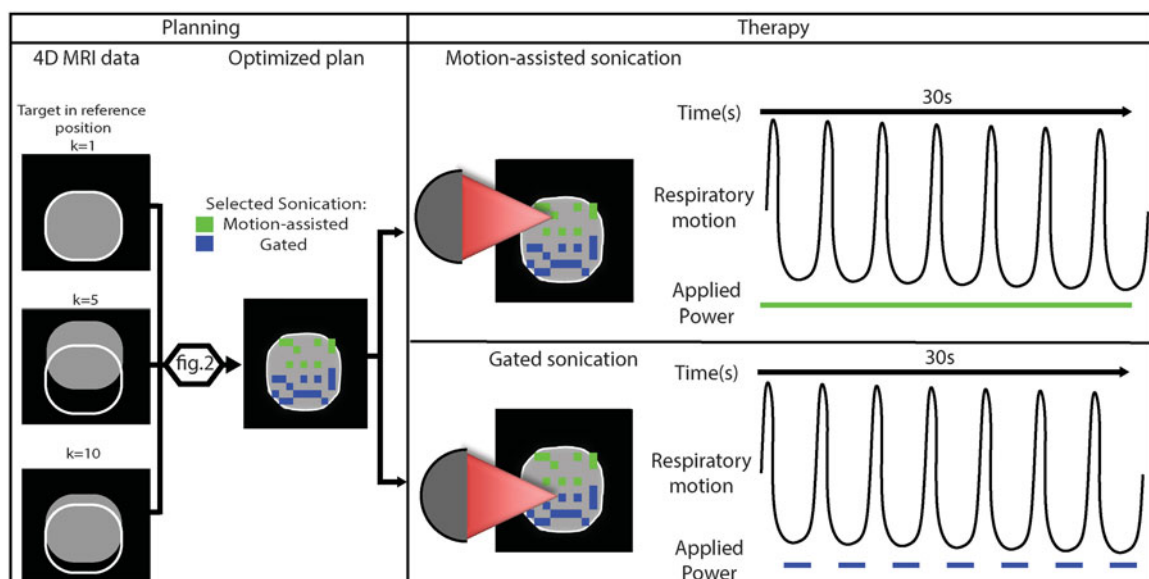 Planning
Therapy
4D MRI data
Optimized plan
Target in reference
position
k=1
k=5
k=10
fig.2
Selected Sonication:
Motion-assisted
Gated
Motion-assisted sonication
Time(s)
30s
Respiratory
motion
Applied
Power
Gated sonication
Time(s)
30s
Respiratory
motion
Applied
Power